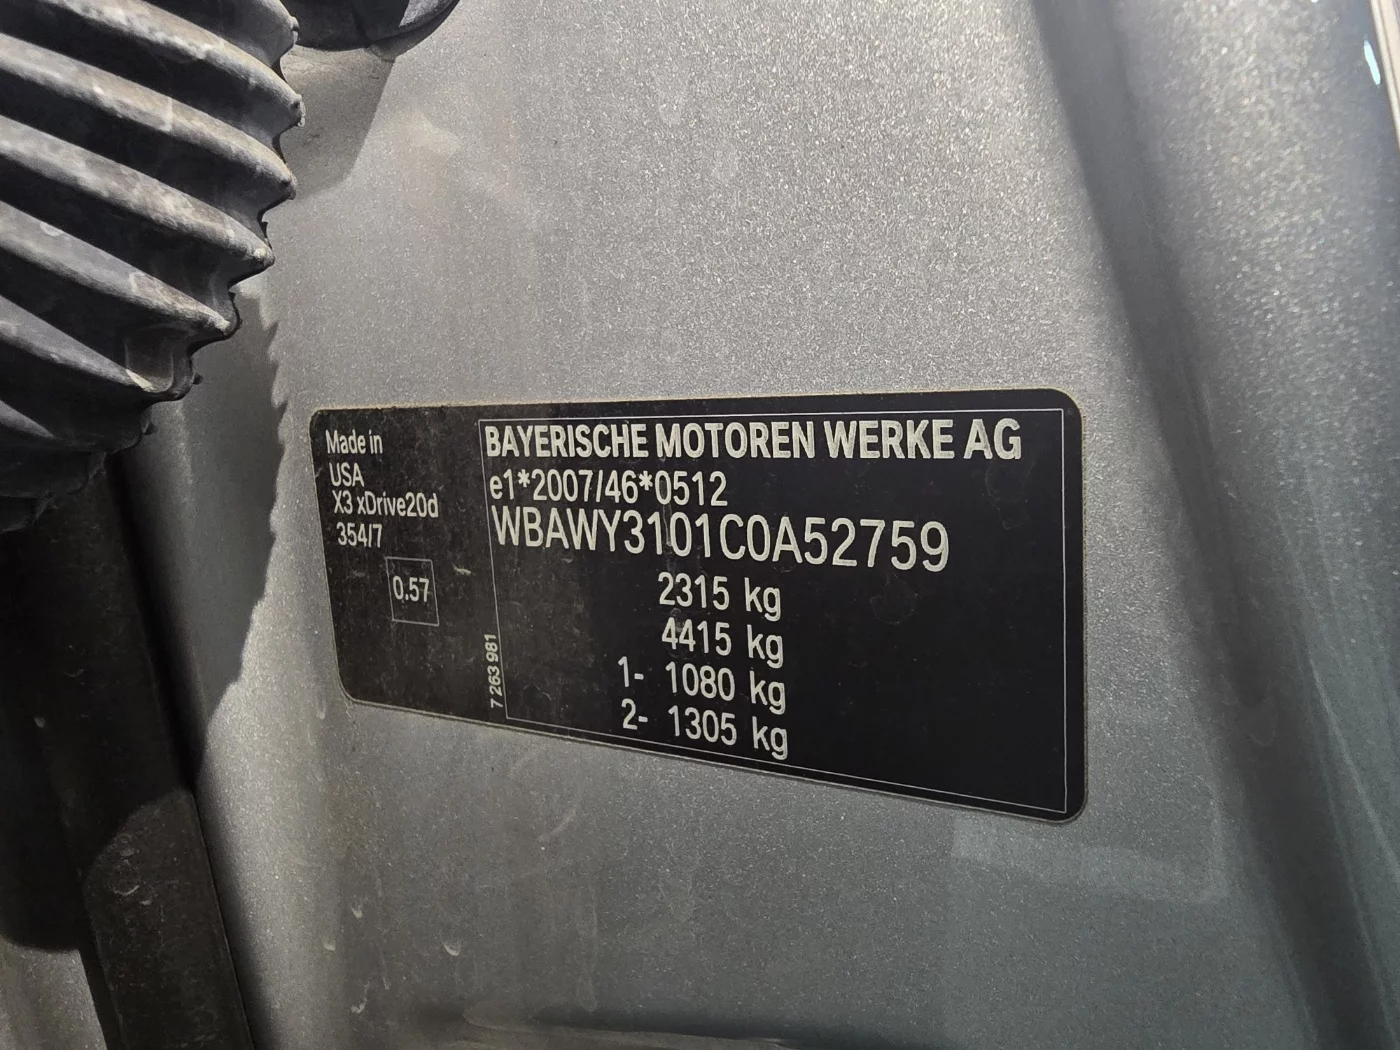 Made in
USA
X3 xDrive20d
354/7
0.57
7 263 981
BAYERISCHE MOTOREN WERKE AG
e1*2007/46*0512
WBAWY3101C0A52759
2315 kg
4415 kg
1- 1080 kg
2- 1305 kg